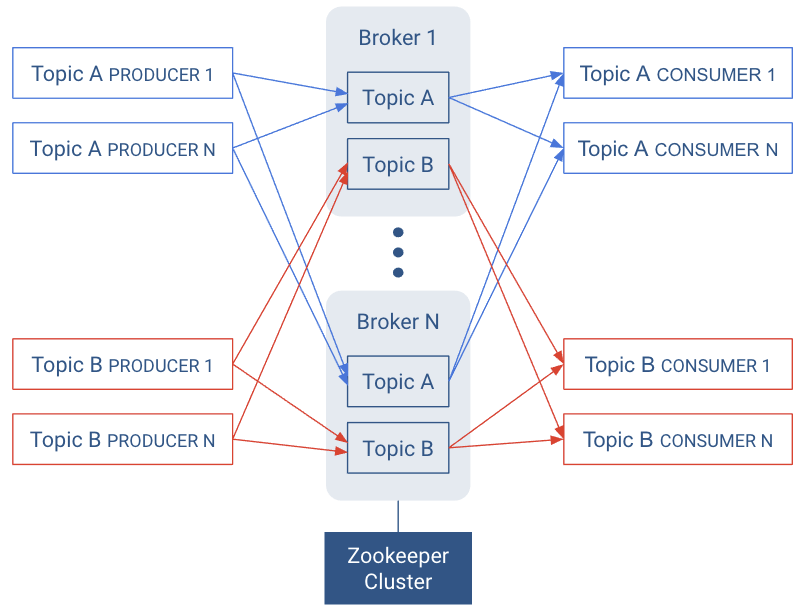 Broker 1
Topic A PRODUCER 1
Topic A
Topic A CONSUMER 1
Topic A PRODUCER N
Topic B
Topic A CONSUMER N
Broker N
Topic B PRODUCER 1
Topic A
Topic B CONSUMER 1
Topic B PRODUCER N
Topic B
Topic B CONSUMER N
Zookeeper
Cluster